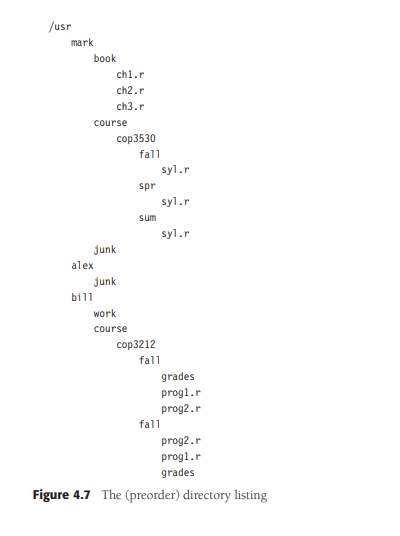 /usr
mark
book
ch1.r
ch2.r
ch3.r
course
cop3530
fall
syl.r
spr
syl.r
sum
syl.r
junk
alex
junk
bill
work
course
cop3212
fall
grades
prog1.r
prog2.r
fall
prog2.r
prog1.r
grades
Figure 4.7 The (preorder) directory listing